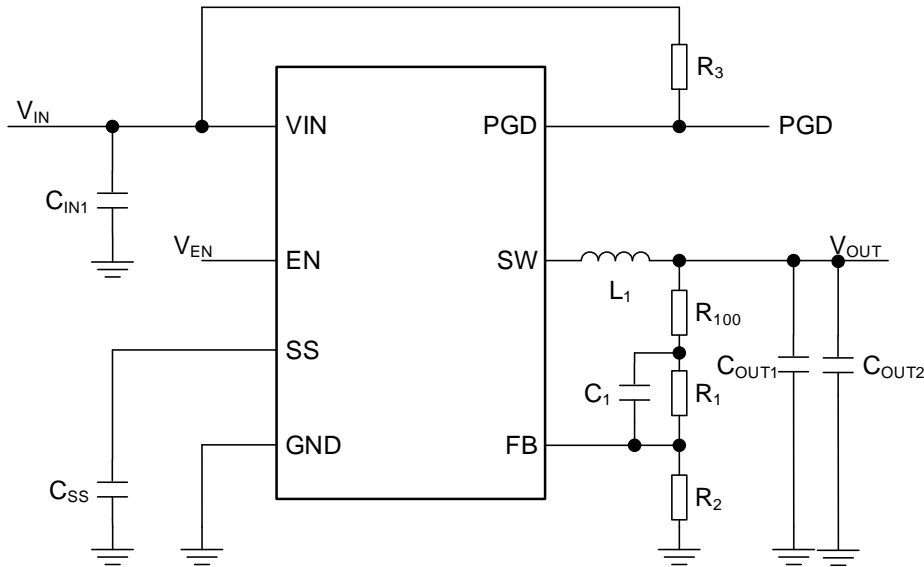 R3
VIN
VIN
PGD
PGD
CIN1
VEN
EN
SW
VOUT
L1
R100
SS
COUT1
COUT2
C1
R1
GND
FB
CSS
R2